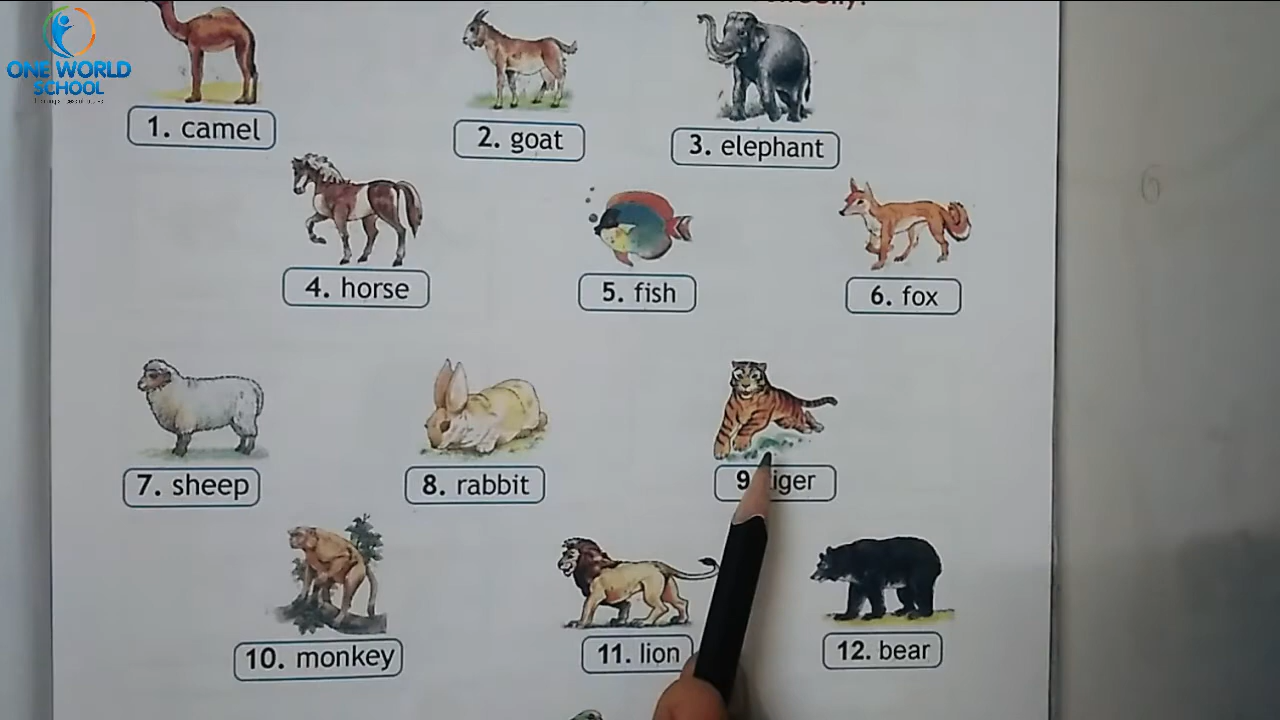 ONE WORLD
SCHOOL
1. camel
2. goat
3. elephant
4. horse
5. fish
6. fox
7. sheep
8. rabbit
9. tiger
10. monkey
11. lion
12. bear